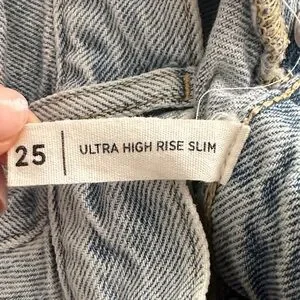 25 | ULTRA HIGH RISE SLIM